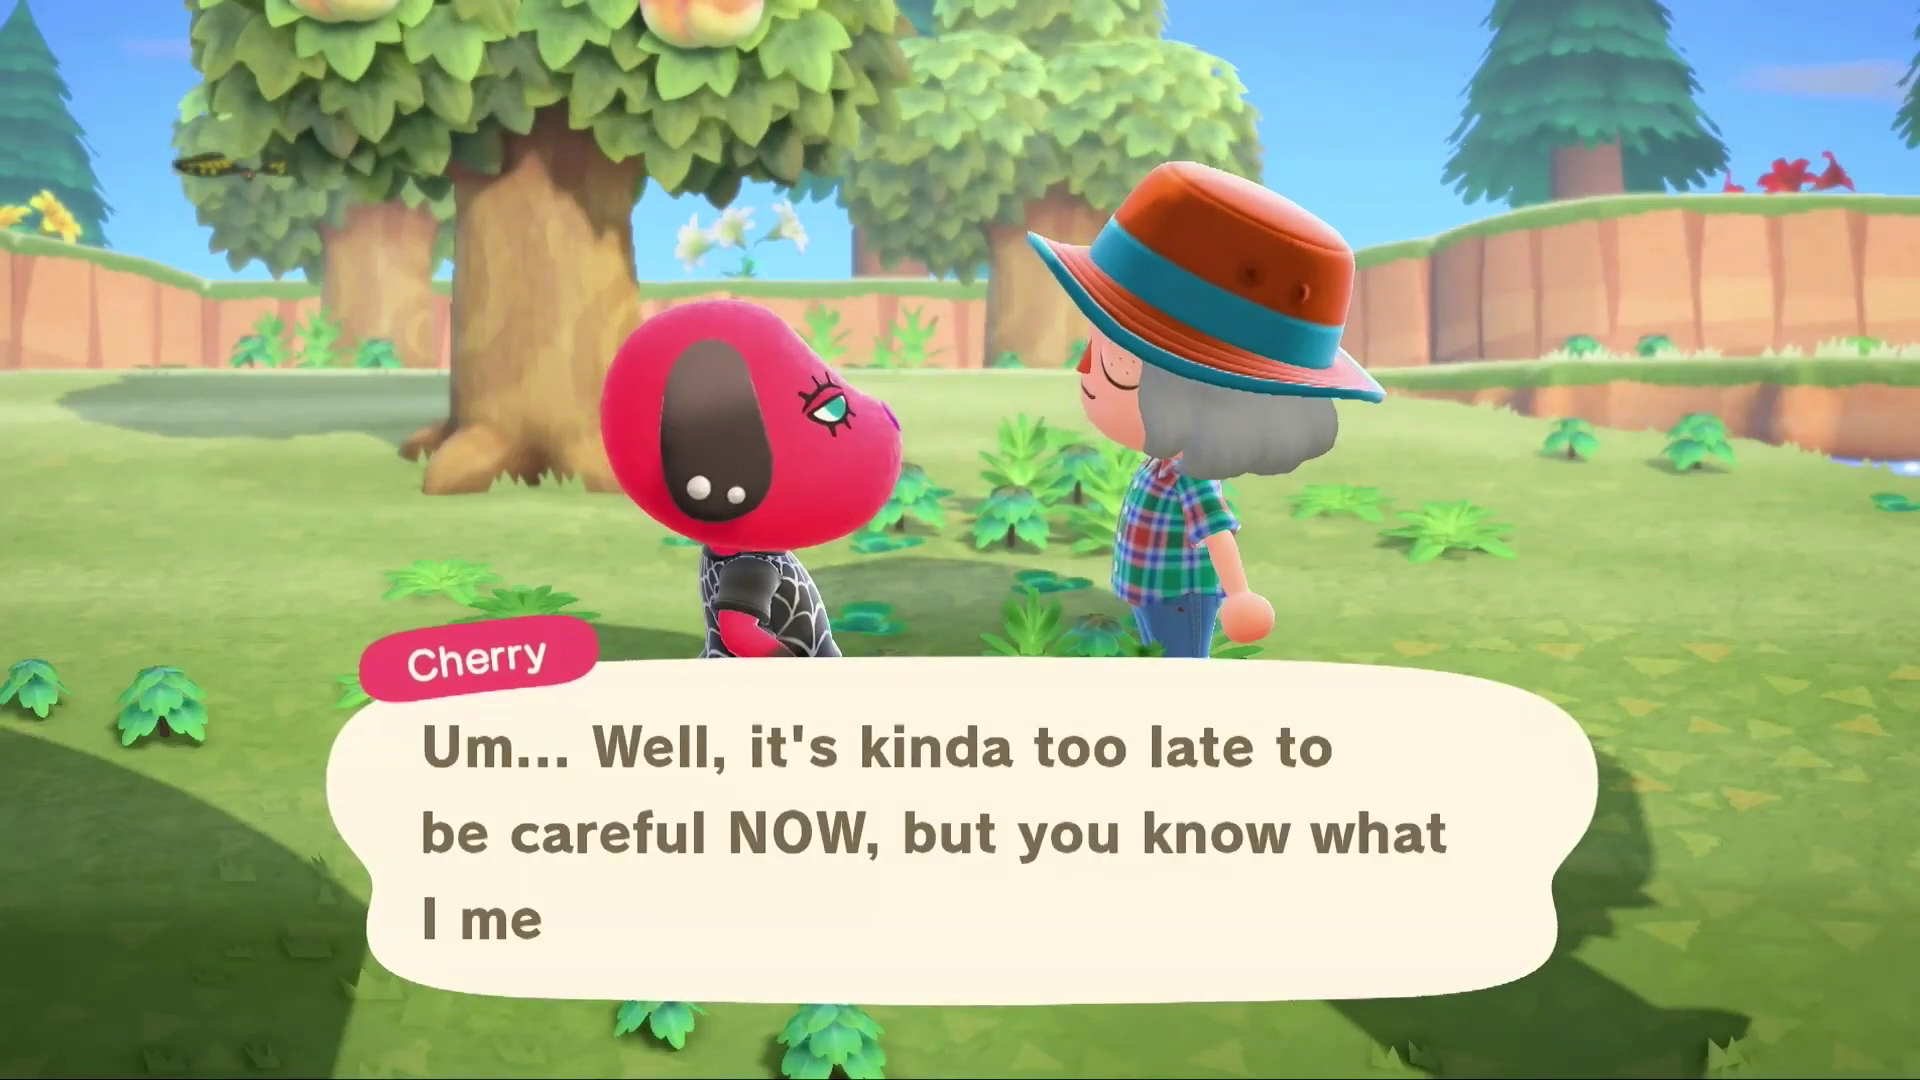 Cherry
Um... Well, it's kinda too late to
be careful NOW, but you know what
I me